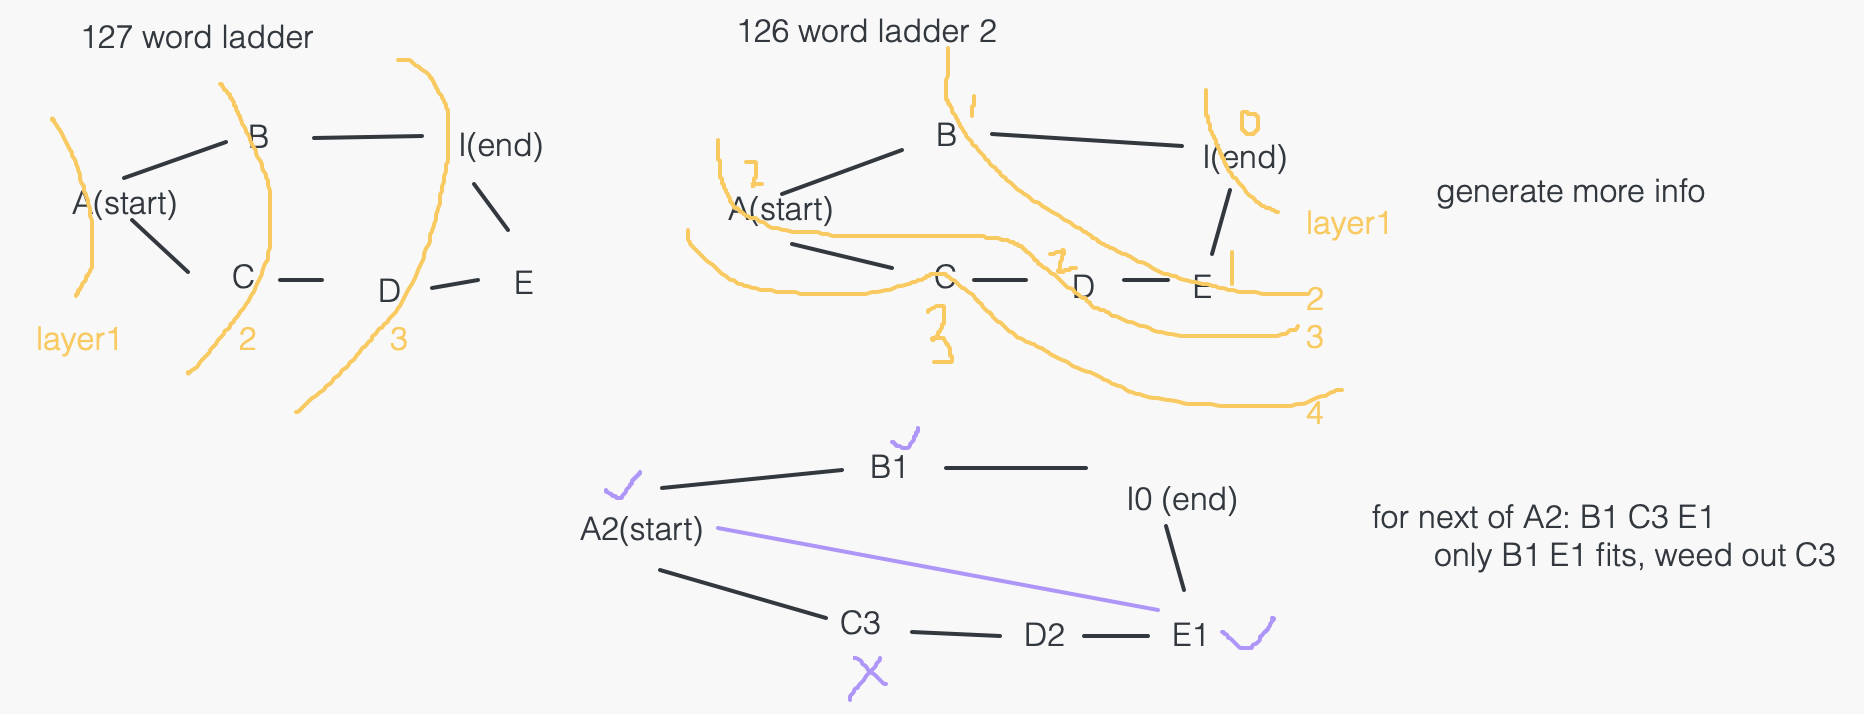 127 word ladder
B
I(end)
A(start)
C
D
E
layer1
2
3
126 word ladder 2
1
0
B
I(end)
2
A(start)
layer1
generate more info
2
1
C
D
E
2
3
3
4
B1
I0 (end)
A2(start)
C3
D2
E1
for next of A2: B1 C3 E1
only B1 E1 fits, weed out C3